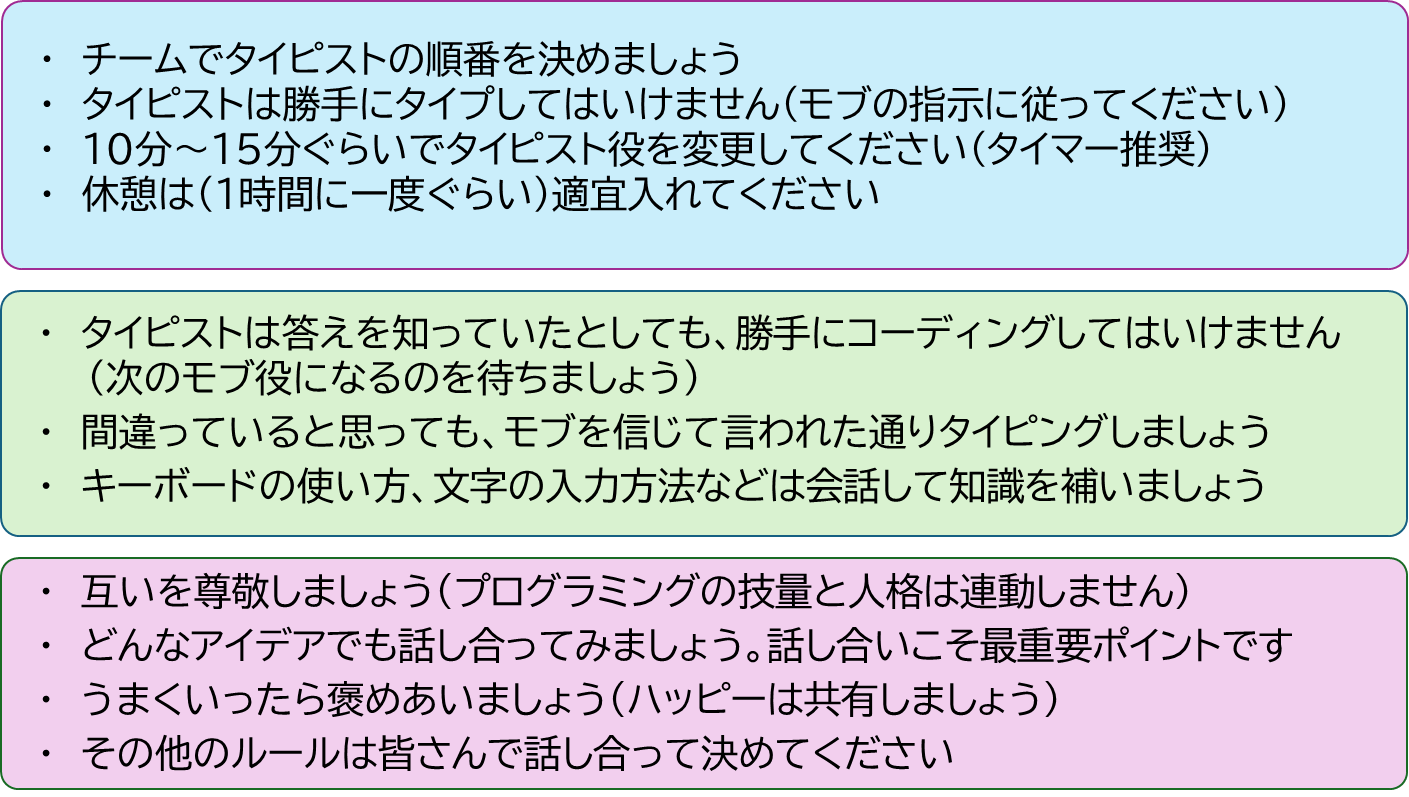 ・ チームでタイピストの順番を決めましょう
・ タイピストは勝手にタイプしてはいけません(モブの指示に従ってください)
・ 10分～15分ぐらいでタイピスト役を変更してください(タイマー推奨)
・ 休憩は(1時間に一度ぐらい)適宜入れてください
・ タイピストは答えを知っていたとしても、勝手にコーディングしてはいけません
(次のモブ役になるのを待ちましょう)
・ 間違っていると思っても、モブを信じて言われた通りタイピングしましょう
・ キーボードの使い方、文字の入力方法などは会話して知識を補いましょう
・ 互いを尊敬しましょう(プログラミングの技量と人格は連動しません)
・ どんなアイデアでも話し合ってみましょう。話し合いこそ最重要ポイントです
・ うまくいったら褒めあいましょう(ハッピーは共有しましょう)
・ その他のルールは皆さんで話し合って決めてください